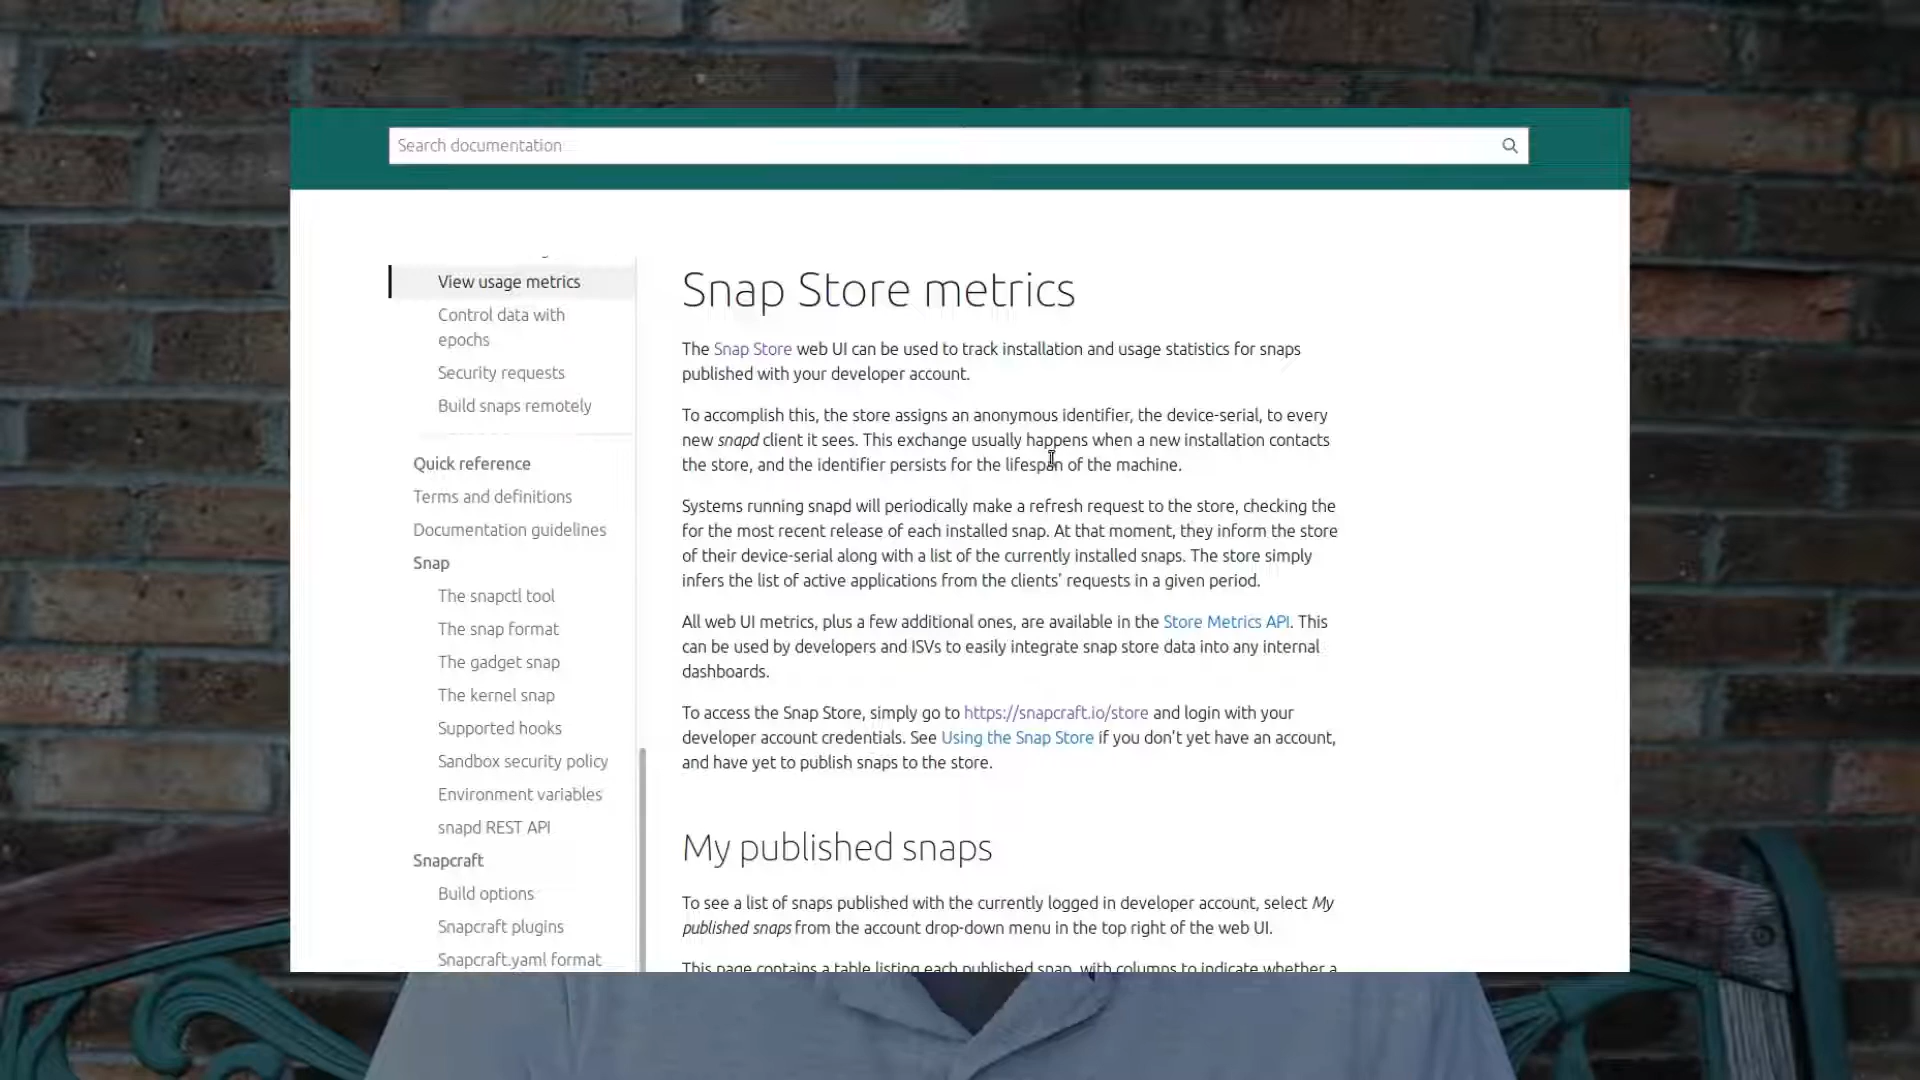 Search documentation
View usage metrics
Control data with
epochs
Security requests
Build snaps remotely
Quick reference
Terms and definitions
Documentation guidelines
Snap
The snapctl tool
The snap format
The gadget snap
The kernel snap
Supported hooks
Sandbox security policy
Environment variables
snapd REST API
Snapcraft
Build options
Snapcraft plugins
Snapcraft.yaml format
Snap Store metrics
The Snap Store web UI can be used to track installation and usage statistics for snaps
published with your developer account.
To accomplish this, the store assigns an anonymous identifier, the device-serial, to every
new snapd client it sees. This exchange usually happens when a new installation contacts
the store, and the identifier persists for the lifespan of the machine.
Systems running snapd will periodically make a refresh request to the store, checking the
for the most recent release of each installed snap. At that moment, they inform the store
of their device-serial along with a list of the currently installed snaps. The store simply
infers the list of active applications from the clients' requests in a given period.
All web UI metrics, plus a few additional ones, are available in the Store Metrics API. This
can be used by developers and ISVs to easily integrate snap store data into any internal
dashboards.
To access the Snap Store, simply go to https://snapcraft.io/store and login with your
developer account credentials. See Using the Snap Store if you don't yet have an account,
and have yet to publish snaps to the store.
My published snaps
To see a list of snaps published with the currently logged in developer account, select My
published snaps from the account drop-down menu in the top right of the web UI.
This page contains a table listing each published snap, with columns to indicate whether a